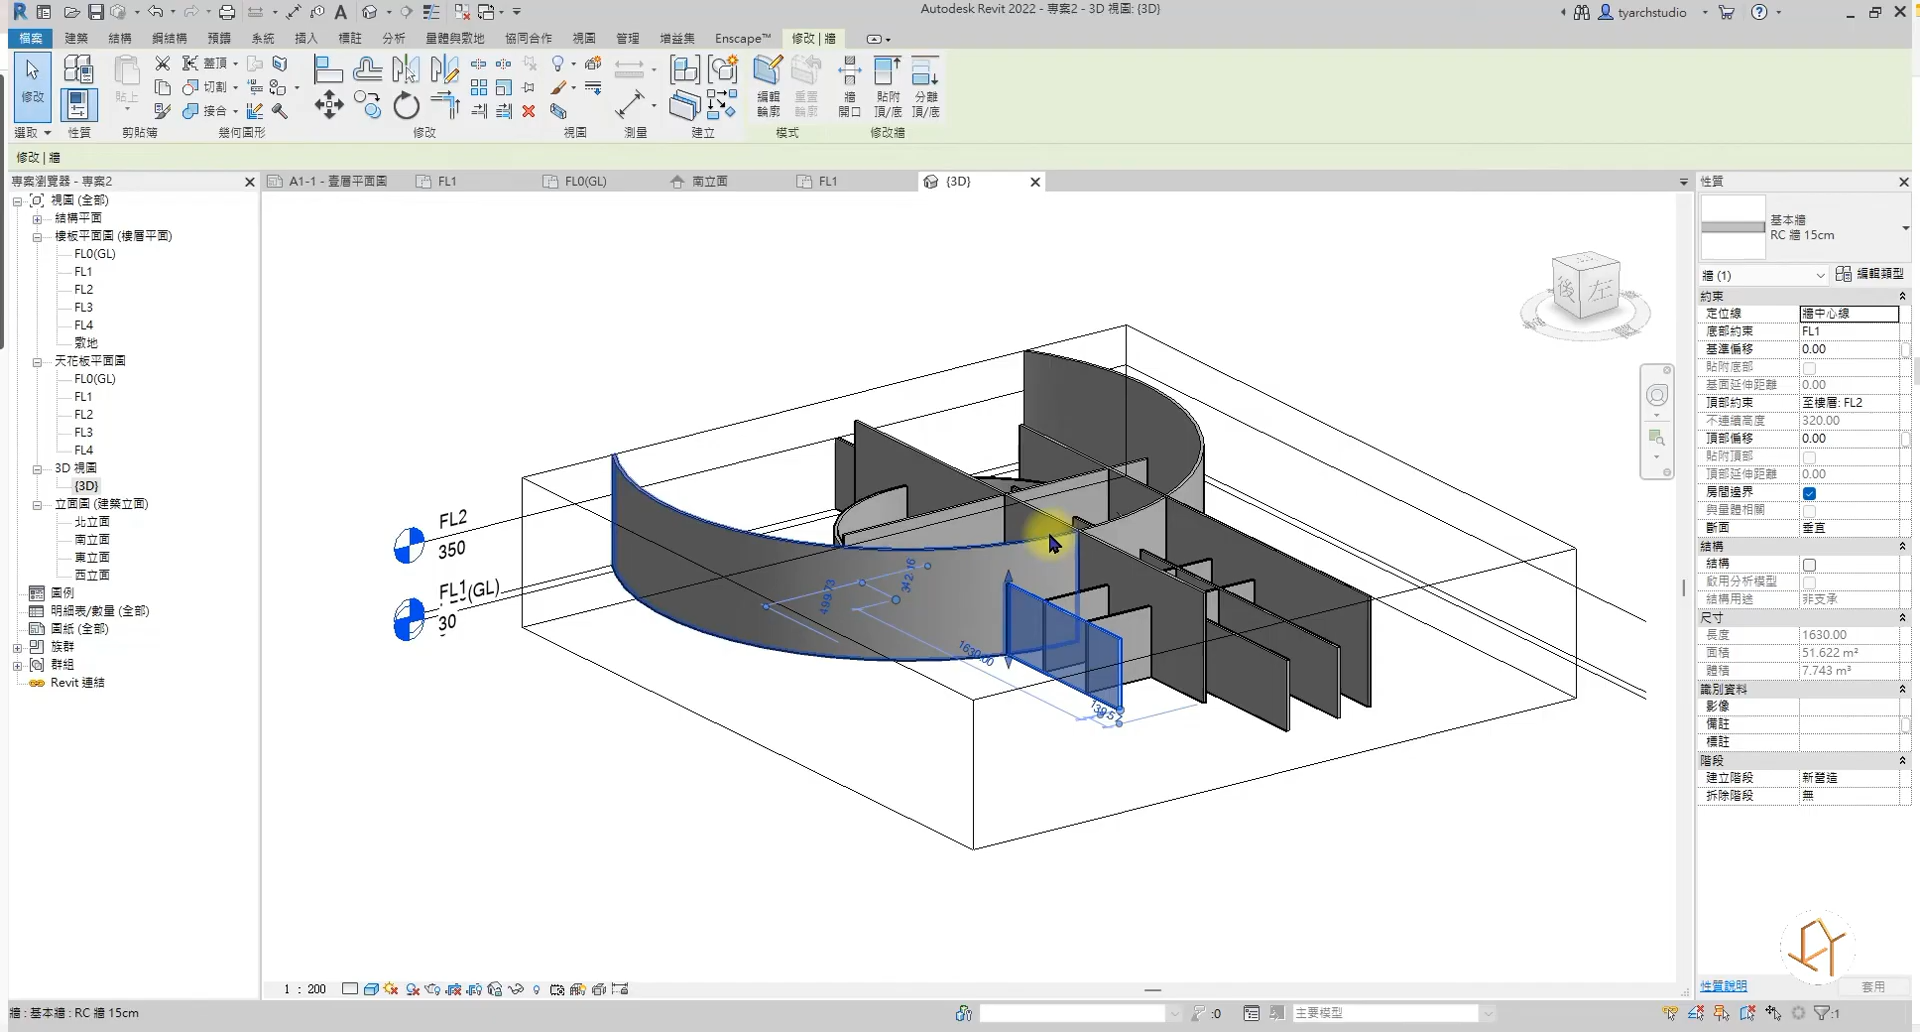 Autodesk Revit 2022 - 專案2 - 3D 視圖: {3D}
tyarchstudio
檔案 建築 結構 鋼結構 預鑄 系統 插入 標註 分析 量體與敷地 協同合作 視圖 管理 增益集 Enscape™ 修改 | 牆
修改 貼上 蓋頂 切割 接合 編輯輪廓 重置輪廓 牆開口 貼附頂/底 分離頂/底
選取 性質 剪貼簿 幾何圖形 修改 視圖 測量 建立 模式 修改牆
修改 | 牆
專案瀏覽器 - 專案2
A1-1 - 壹層平面圖 FL1 FL0(GL) 南立面 FL1 {3D}
視圖 (全部)
結構平面
樓板平面圖 (樓層平面)
FL0(GL)
FL1
FL2
FL3
FL4
敷地
天花板平面圖
FL0(GL)
FL1
FL2
FL3
FL4
3D 視圖
{3D}
立面圖 (建築立面)
北立面
南立面
東立面
西立面
圖例
明細表/數量 (全部)
圖紙 (全部)
族群
群組
Revit 連結
FL2
350
FL1(GL)
30
499.73
342.16
1630.00
後 左
性質
基本牆
RC 牆 15cm
牆 (1) 編輯類型
約束
定位線 牆中心線
底部約束 FL1
基準偏移 0.00
貼附底部
基面延伸距離 0.00
頂部約束 至樓層: FL2
不連續高度 320.00
頂部偏移 0.00
貼附頂部
頂部延伸距離 0.00
房間邊界
與量體相關
斷面 垂直
結構
結構
啟用分析模型
結構用途 非支承
尺寸
長度 1630.00
面積 51.622 m²
體積 7.743 m³
識別資料
影像
備註
標註
階段
建立階段 新營造
拆除階段 無
性質說明 套用
1 : 200
牆 : 基本牆 : RC 牆 15cm
:0
主要模型
:1